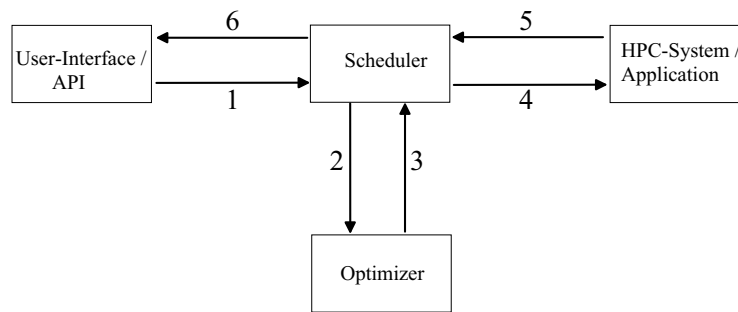 6
5
User-Interface /
API
Scheduler
HPC-System /
Application
1
4
2
3
Optimizer